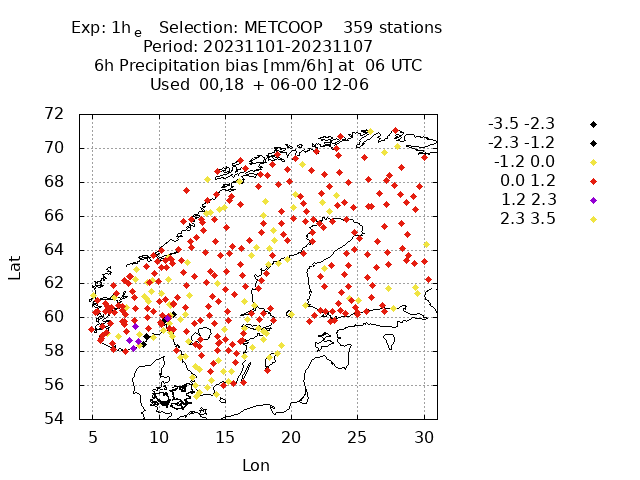 Exp: 1h e   Selection: METCOOP    359 stations
Period: 20231101-20231107
6h Precipitation bias [mm/6h] at  06 UTC
Used 00,18  + 06-00 12-06
-3.5 -2.3
-2.3 -1.2
-1.2 0.0
0.0 1.2
1.2 2.3
2.3 3.5
Lat
72
70
68
66
64
62
60
58
56
54
5 10 15 20 25 30
Lon